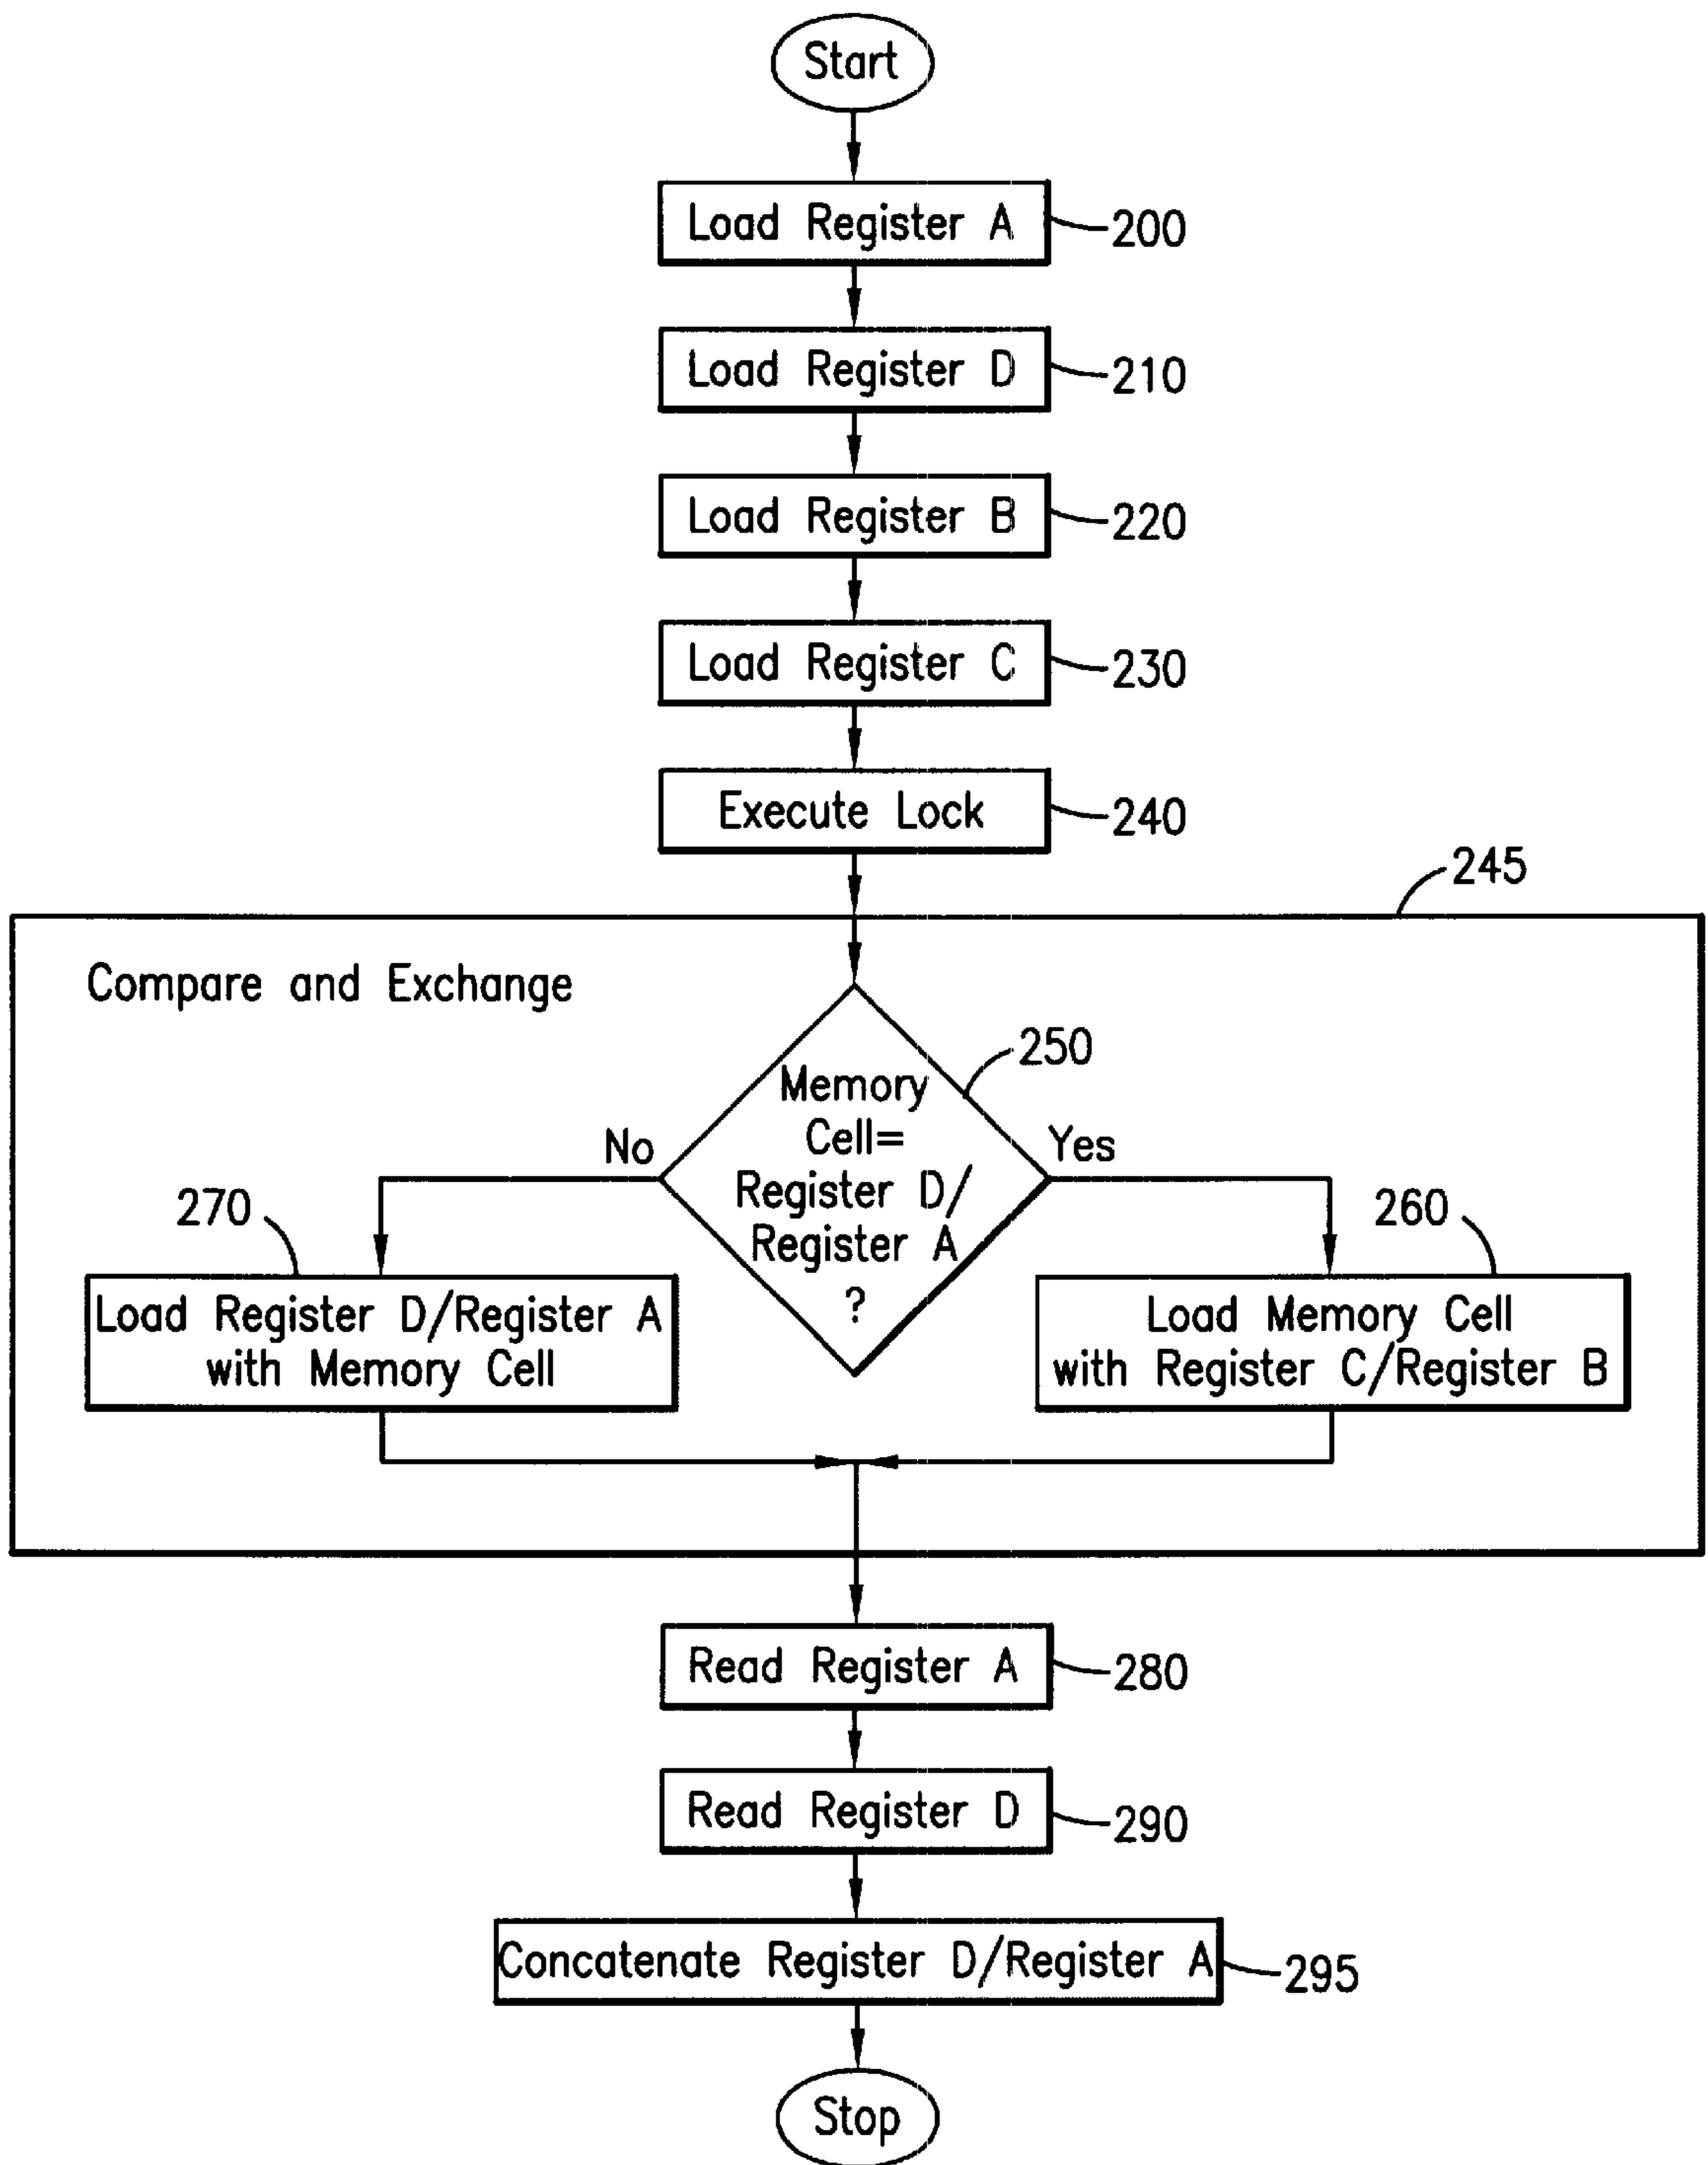 Start
Load Register A
200
Load Register D
210
Load Register B
220
Load Register C
230
Execute Lock
240
245
Compare and Exchange
250
Memory
Cell=
Register D/
Register A
?
No
Yes
270
260
Load Register D/Register A
with Memory Cell
Load Memory Cell
with Register C/Register B
Read Register A
280
Read Register D
290
Concatenate Register D/Register A
295
Stop